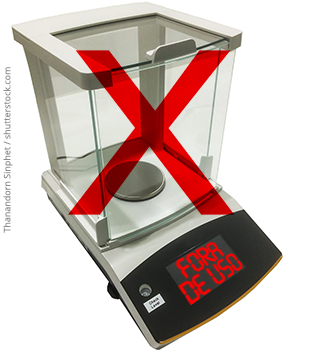 Thanandorn Sinphet / shutterstock.com
FORA
DE USO